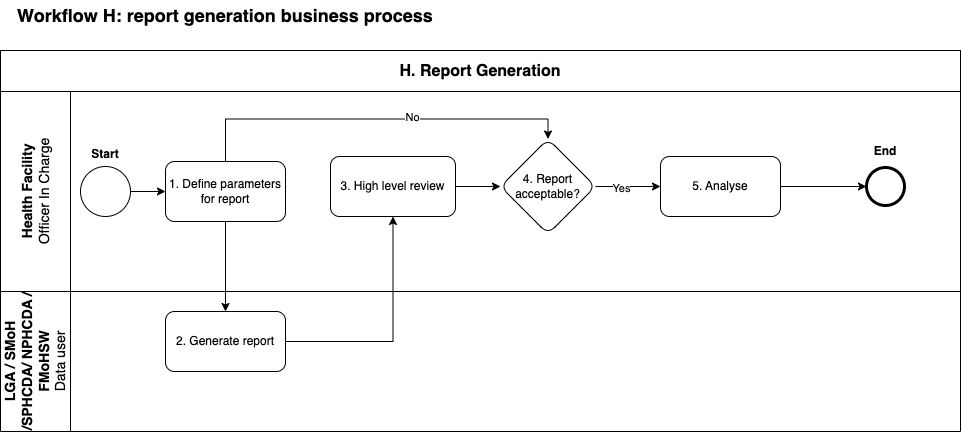 Workflow H: report generation business process
H. Report Generation
Health Facility
Officer In Charge
Start
1. Define parameters
for report
No
3. High level review
4. Report
acceptable?
Yes
5. Analyse
End
LGA / SMoH
/SPHCDA/ NPHCDA /
FMoHSW
Data user
2. Generate report